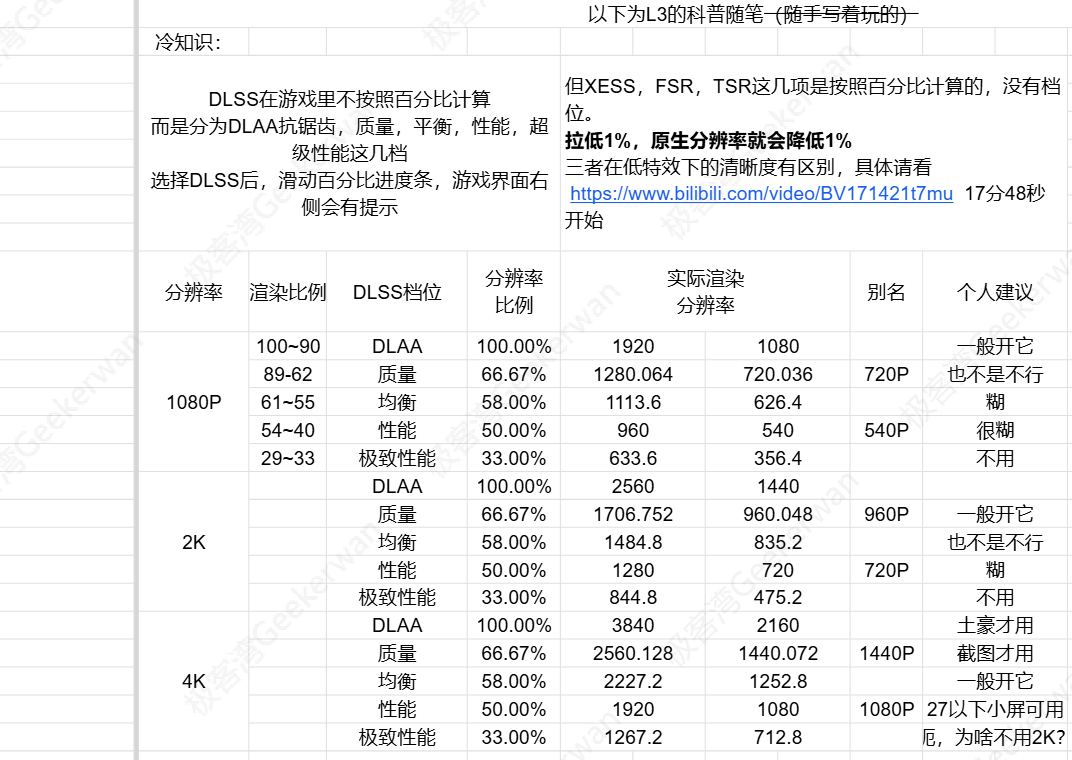 以下为L3的科普随笔（随手写着玩的）
冷知识：
DLSS在游戏里不按照百分比计算
而是分为DLAA抗锯齿，质量，平衡，性能，超
级性能这几档
选择DLSS后，滑动百分比进度条，游戏界面右
侧会有提示
但XESS，FSR，TSR这几项是按照百分比计算的，没有档
位。
拉低1%，原生分辨率就会降低1%
三者在低特效下的清晰度有区别，具体请看
https://www.bilibili.com/video/BV171421t7mu 17分48秒
开始
分辨率 渲染比例 DLSS档位 分辨率比例 实际渲染分辨率 别名 个人建议
1080P
100~90 DLAA 100.00% 1920 1080 一般开它
89-62 质量 66.67% 1280.064 720.036 720P 也不是不行
61~55 均衡 58.00% 1113.6 626.4 糊
54~40 性能 50.00% 960 540 540P 很糊
29~33 极致性能 33.00% 633.6 356.4 不用
2K
DLAA 100.00% 2560 1440
质量 66.67% 1706.752 960.048 960P 一般开它
均衡 58.00% 1484.8 835.2 也不是不行
性能 50.00% 1280 720 720P 糊
极致性能 33.00% 844.8 475.2 不用
4K
DLAA 100.00% 3840 2160 土豪才用
质量 66.67% 2560.128 1440.072 1440P 截图才用
均衡 58.00% 2227.2 1252.8 一般开它
性能 50.00% 1920 1080 1080P 27以下小屏可用
极致性能 33.00% 1267.2 712.8 厄，为啥不用2K?
极客湾Geekerwan